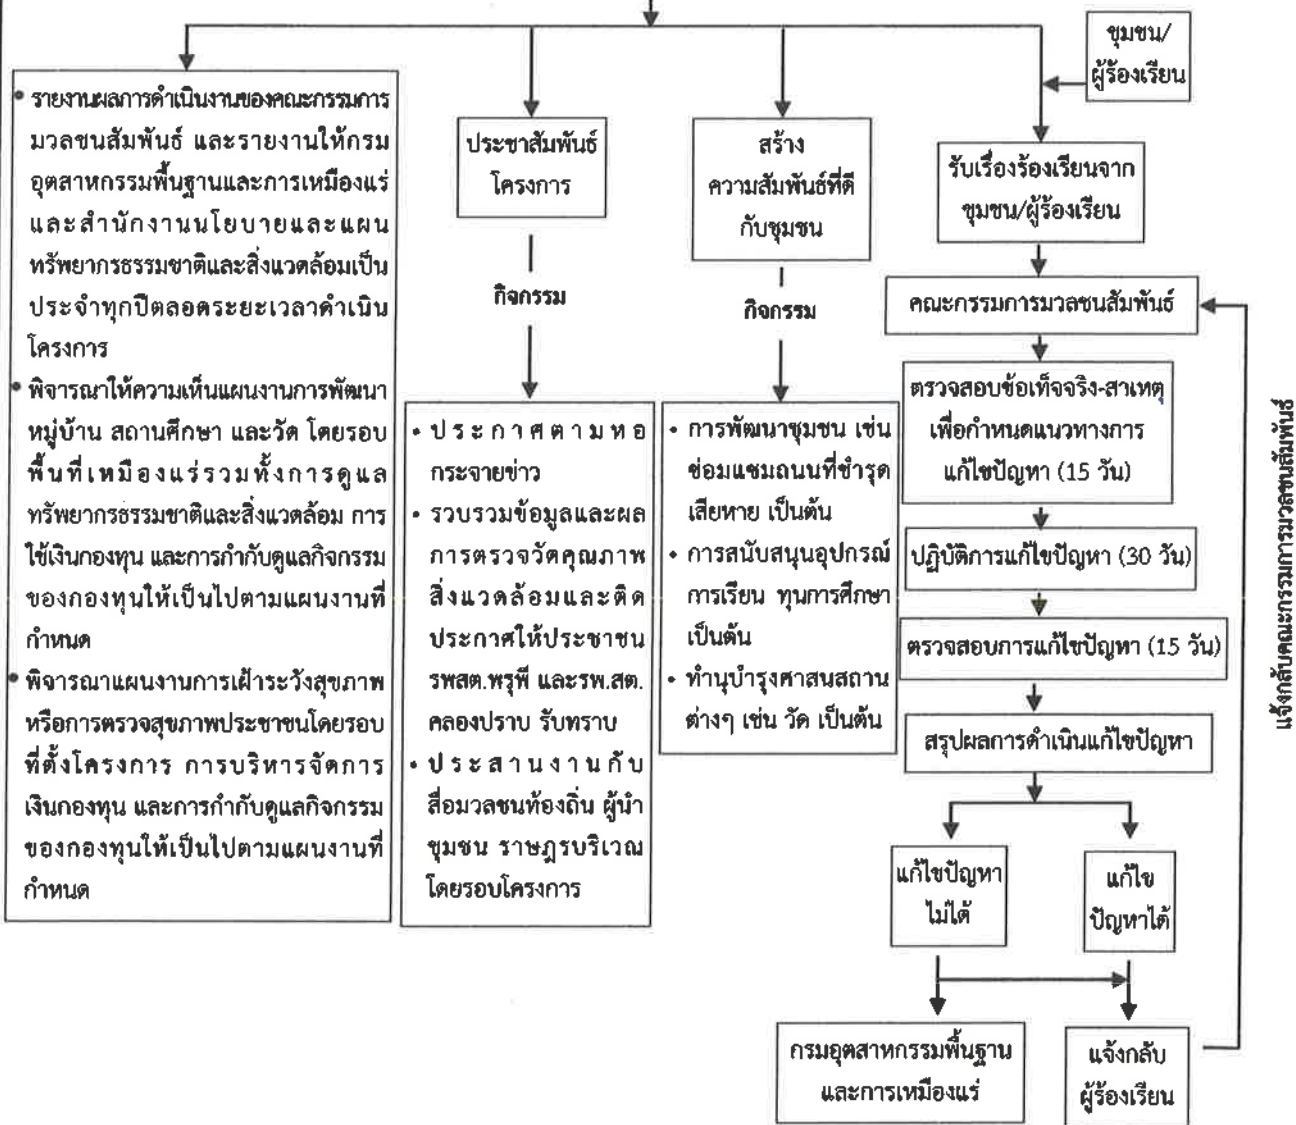 ชุมชน/
ผู้ร้องเรียน
• รายงานผลการดำเนินงานของคณะกรรมการ
มวลชนสัมพันธ์ และรายงานให้กรม
อุตสาหกรรมพื้นฐานและการเหมืองแร่
และสำนักงานนโยบายและแผน
ทรัพยากรธรรมชาติและสิ่งแวดล้อมเป็น
ประจำทุกปีตลอดระยะเวลาดำเนิน
โครงการ
• พิจารณาให้ความเห็นแผนงานการพัฒนา
หมู่บ้าน สถานศึกษา และวัด โดยรอบ
พื้นที่เหมืองแร่รวมทั้งการดูแล
ทรัพยากรธรรมชาติและสิ่งแวดล้อม การ
ใช้เงินกองทุน และการกำกับดูแลกิจกรรม
ของกองทุนให้เป็นไปตามแผนงานที่
กำหนด
• พิจารณาแผนงานการเฝ้าระวังสุขภาพ
หรือการตรวจสุขภาพประชาชนโดยรอบ
ที่ตั้งโครงการ การบริหารจัดการ
เงินกองทุน และการกำกับดูแลกิจกรรม
ของกองทุนให้เป็นไปตามแผนงานที่
กำหนด
ประชาสัมพันธ์
โครงการ
กิจกรรม
• ประกาศตามหอ
กระจายข่าว
• รวบรวมข้อมูลและผล
การตรวจวัดคุณภาพ
สิ่งแวดล้อมและติด
ประกาศให้ประชาชน
รพสต.พรุพี และรพ.สต.
คลองปราบ รับทราบ
• ประสานงานกับ
สื่อมวลชนท้องถิ่น ผู้นำ
ชุมชน ราษฎรบริเวณ
โดยรอบโครงการ
สร้าง
ความสัมพันธ์ที่ดี
กับชุมชน
กิจกรรม
• การพัฒนาชุมชน เช่น
ซ่อมแซมถนนที่ชำรุด
เสียหาย เป็นต้น
• การสนับสนุนอุปกรณ์
การเรียน ทุนการศึกษา
เป็นต้น
• ทำนุบำรุงศาสนสถาน
ต่างๆ เช่น วัด เป็นต้น
รับเรื่องร้องเรียนจาก
ชุมชน/ผู้ร้องเรียน
คณะกรรมการมวลชนสัมพันธ์
ตรวจสอบข้อเท็จจริง-สาเหตุ
เพื่อกำหนดแนวทางการ
แก้ไขปัญหา (15 วัน)
ปฏิบัติการแก้ไขปัญหา (30 วัน)
ตรวจสอบการแก้ไขปัญหา (15 วัน)
สรุปผลการดำเนินแก้ไขปัญหา
แก้ไขปัญหา
ไม่ได้
แก้ไข
ปัญหาได้
กรมอุตสาหกรรมพื้นฐาน
และการเหมืองแร่
แจ้งกลับ
ผู้ร้องเรียน
แจ้งกลับคณะกรรมการมวลชนสัมพันธ์